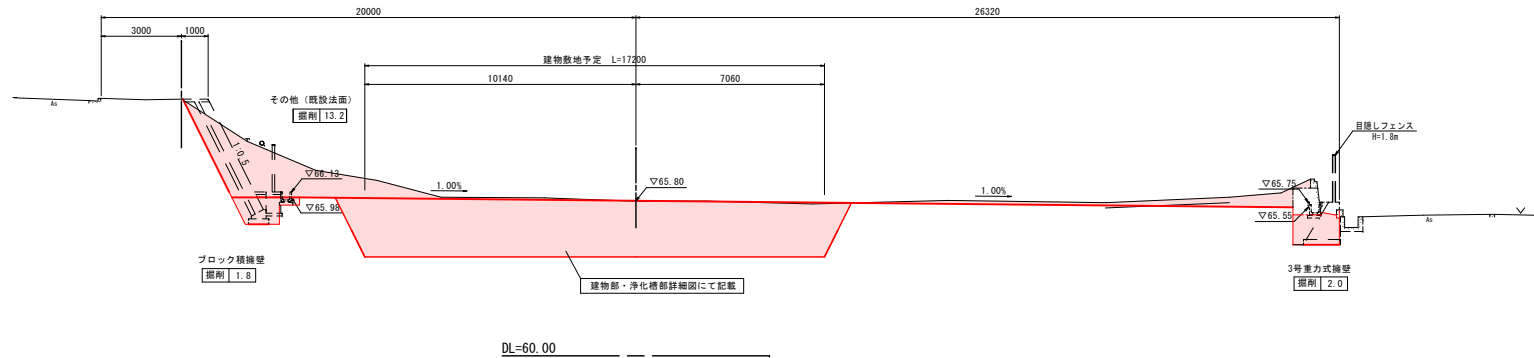 20000
26320
3000
1000
建物敷地予定 L=17200
10140
7060
As
その他（既設法面）
掘削 13.2
1:0.5
目隠しフェンス
H=1.8m
▽66.13
1.00%
▽65.80
1.00%
▽65.75
▽65.98
▽65.55
As
ブロック積擁壁
掘削 1.8
建物部・浄化槽部詳細図にて記載
3号重力式擁壁
掘削 2.0
DL=60.00